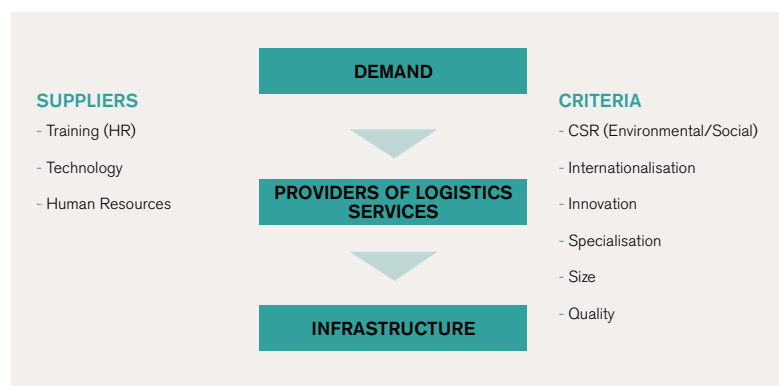 DEMAND
SUPPLIERS
- Training (HR)
- Technology
- Human Resources
PROVIDERS OF LOGISTICS
SERVICES
INFRASTRUCTURE
CRITERIA
- CSR (Environmental/Social)
- Internationalisation
- Innovation
- Specialisation
- Size
- Quality